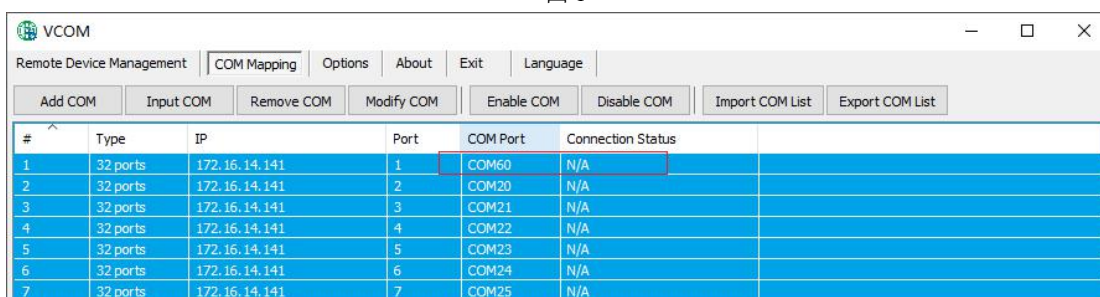 VCOM
Remote Device Management COM Mapping Options About Exit Language
Add COM Input COM Remove COM Modify COM Enable COM Disable COM Import COM List Export COM List
# Type IP Port COM Port Connection Status
1 32 ports 172.16.14.141 1 COM60 N/A
2 32 ports 172.16.14.141 2 COM20 N/A
3 32 ports 172.16.14.141 3 COM21 N/A
4 32 ports 172.16.14.141 4 COM22 N/A
5 32 ports 172.16.14.141 5 COM23 N/A
6 32 ports 172.16.14.141 6 COM24 N/A
7 32 ports 172.16.14.141 7 COM25 N/A